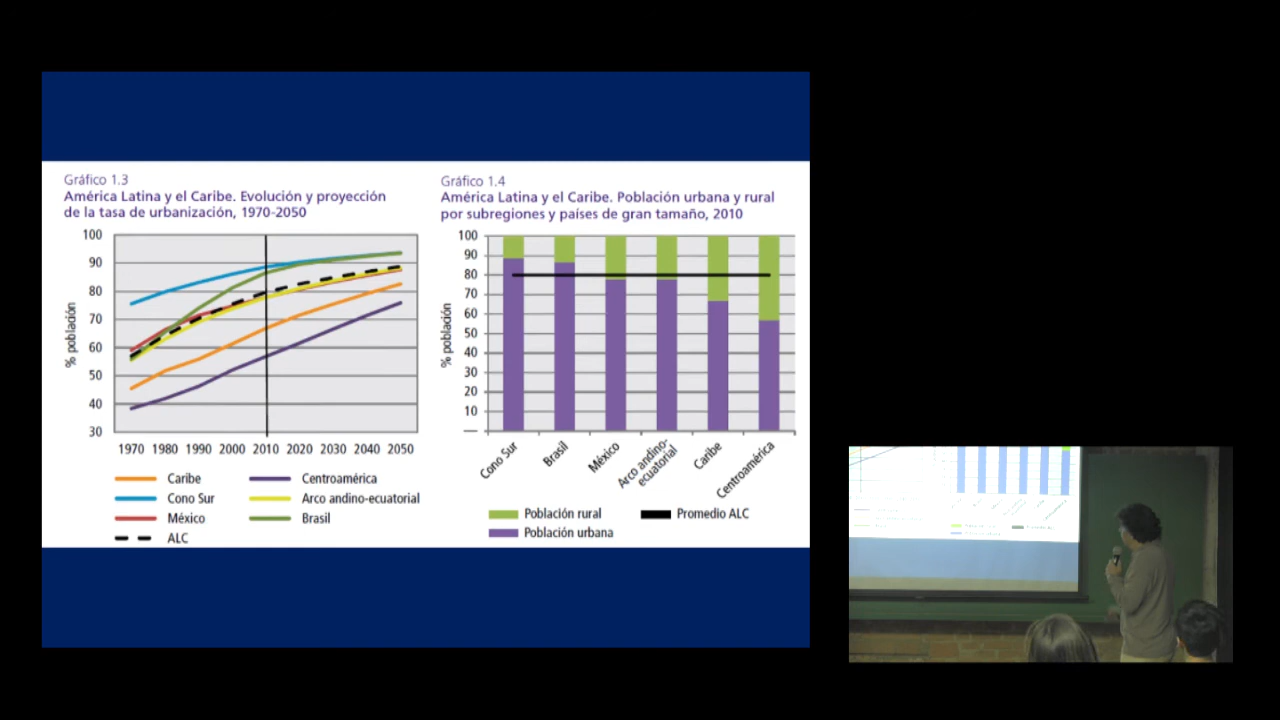 Gráfico 1.3
América Latina y el Caribe. Evolución y proyección
de la tasa de urbanización, 1970-2050
100
90
80
70
60
50
40
30
% población
1970 1980 1990 2000 2010 2020 2030 2040 2050
Caribe
Centroamérica
Cono Sur
Arco andino-ecuatorial
México
Brasil
ALC
Gráfico 1.4
América Latina y el Caribe. Población urbana y rural
por subregiones y países de gran tamaño, 2010
100
90
80
70
60
50
40
30
20
10
% población
Cono Sur
Brasil
México
Arco andino-
ecuatorial
Caribe
Centroamérica
Población rural
Promedio ALC
Población urbana